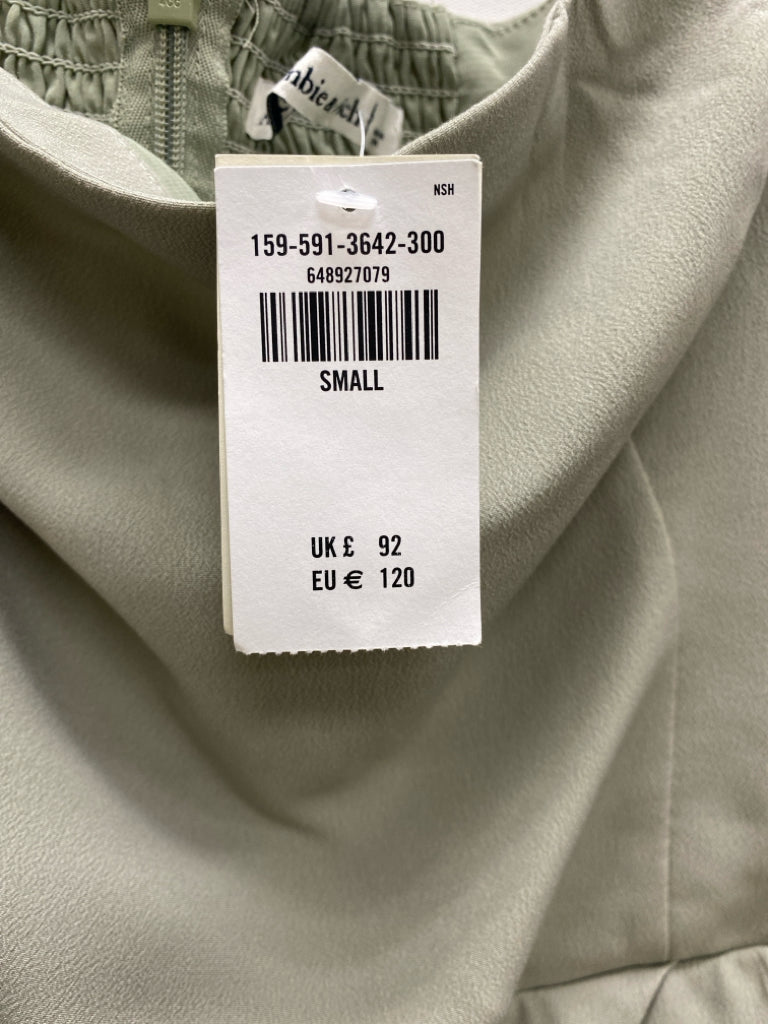 NSH
159-591-3642-300
648927079
SMALL
UK £ 92
EU € 120